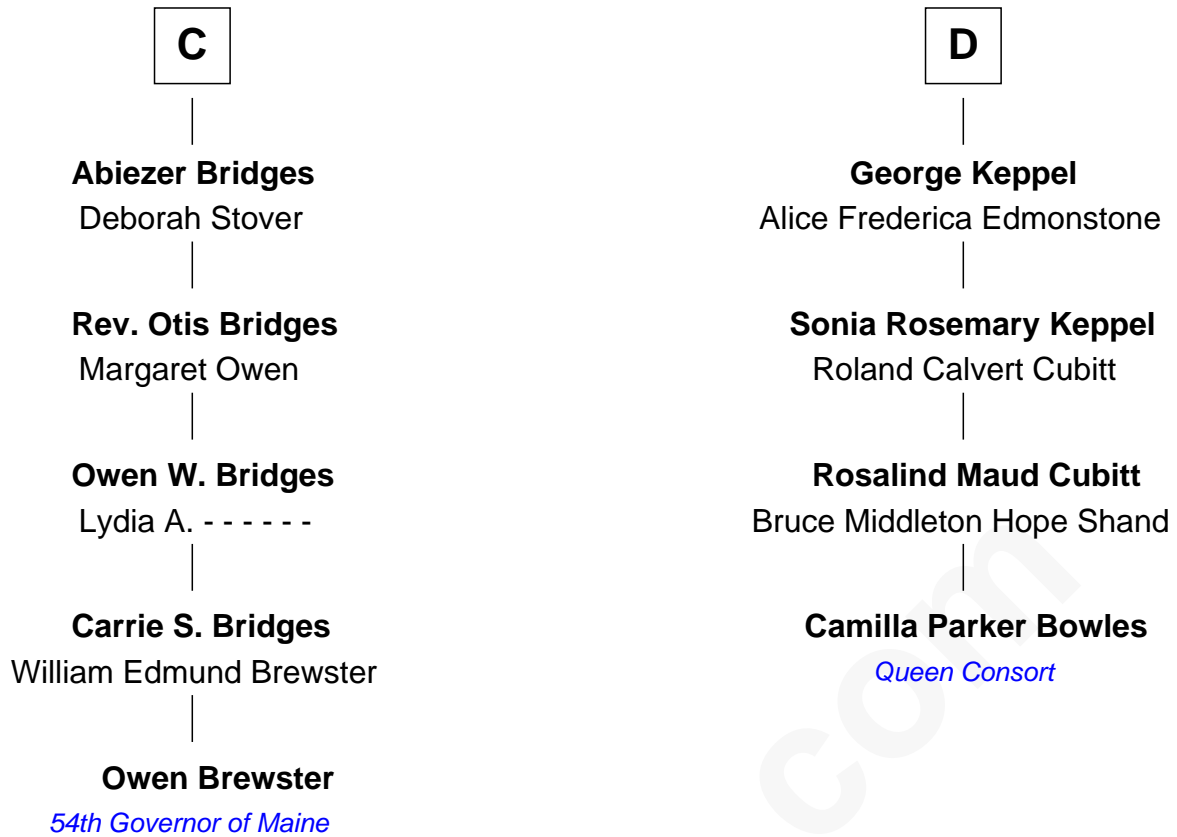 C
Abiezer Bridges
Deborah Stover
Rev. Otis Bridges
Margaret Owen
Owen W. Bridges
Lydia A. - - - - - -
Carrie S. Bridges
William Edmund Brewster
Owen Brewster
54th Governor of Maine
D
George Keppel
Alice Frederica Edmonstone
Sonia Rosemary Keppel
Roland Calvert Cubitt
Rosalind Maud Cubitt
Bruce Middleton Hope Shand
Camilla Parker Bowles
Queen Consort
com